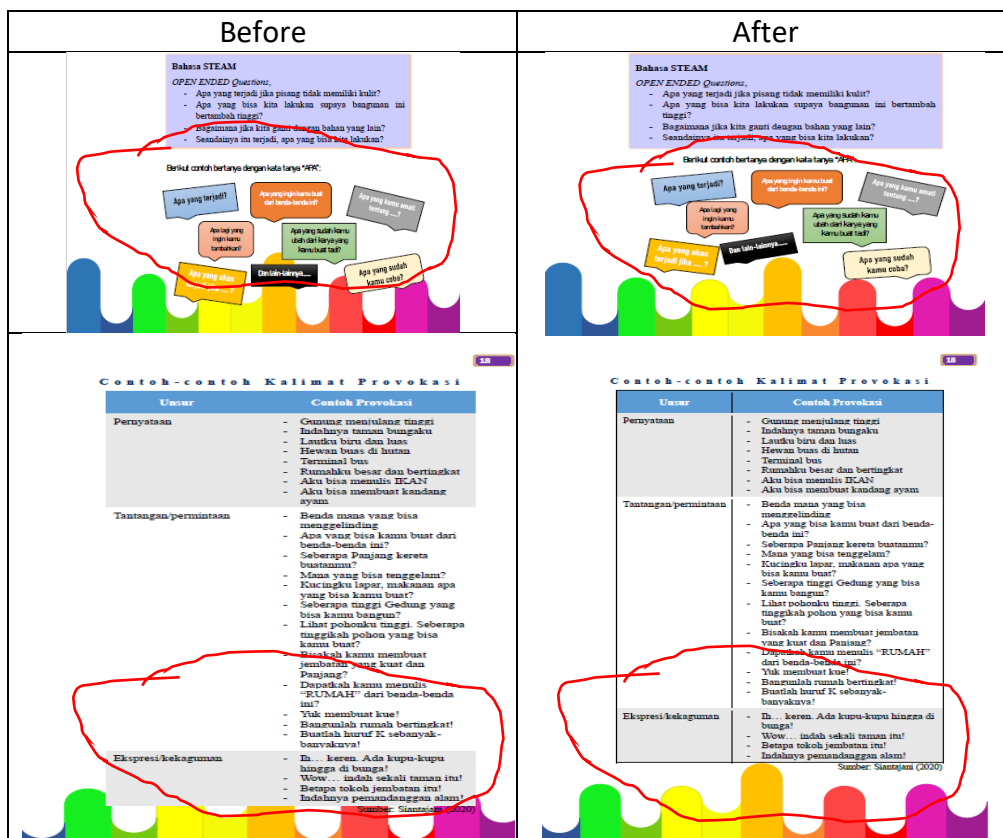 Before
After
Bahasa STEAM
OPEN ENDED Questions,
- Apa yang terjadi jika pisang tidak memiliki kulit?
- Apa yang bisa kita lakukan supaya bangunan ini
bertambah tinggi?
- Bagaimana jika kita ganti dengan bahan yang lain?
- Seandainya itu terjadi, apa yang bisa kita lakukan?
Berikut contoh bertanya dengan kata tanya "APA":
Apa yang terjadi?
Apa yang ingin kamu buat
dari benda-benda ini?
Apa yang kamu amati
tentang ....?
Apa lagi yang
ingin kamu
tambahkan?
Apa yang sudah kamu
ubah dari karya yang
kamu buat tadi?
Apa yang akan
terjadi jika .... ?
Dan lain-lainnya.....
Apa yang sudah
kamu coba?
Bahasa STEAM
OPEN ENDED Questions,
- Apa yang terjadi jika pisang tidak memiliki kulit?
- Apa yang bisa kita lakukan supaya bangunan ini bertambah
tinggi?
- Bagaimana jika kita ganti dengan bahan yang lain?
- Seandainya itu terjadi, apa yang bisa kita lakukan?
Berikut contoh bertanya dengan kata tanya "APA":
Apa yang terjadi?
Apa yang ingin kamu buat
dari benda-benda ini?
Apa yang kamu amati
tentang ....?
Apa lagi yang
ingin kamu
tambahkan?
Apa yang sudah kamu
ubah dari karya yang
kamu buat tadi?
Apa yang akan
terjadi jika .... ?
Dan lain-lainnya.....
Apa yang sudah
kamu coba?
18
Contoh-contoh Kalimat Provokasi
Unsur Contoh Provokasi
Pernyataan - Gunung menjulang tinggi
- Indahnya taman bungaku
- Lautku biru dan luas
- Hewan buas di hutan
- Terminal bus
- Rumahku besar dan bertingkat
- Aku bisa menulis IKAN
- Aku bisa membuat kandang
ayam
Tantangan/permintaan - Benda mana yang bisa
menggelinding
- Apa yang bisa kamu buat dari
benda-benda ini?
- Seberapa Panjang kereta
buatanmu?
- Mana yang bisa tenggelam?
- Kucingku lapar, makanan apa
yang bisa kamu buat?
- Seberapa tinggi Gedung yang
bisa kamu bangun?
- Lihat pohonku tinggi. Seberapa
tinggikah pohon yang bisa
kamu buat?
- Bisakah kamu membuat
jembatan yang kuat dan
Panjang?
- Dapatkah kamu menulis
"RUMAH" dari benda-benda
ini?
- Yuk membuat kue!
- Bangunlah rumah bertingkat!
- Buatlah huruf K sebanyak-
banyaknya!
Ekspresi/kekaguman - Ih... keren. Ada kupu-kupu
hingga di bunga!
- Wow... indah sekali taman itu!
- Betapa tokoh jembatan itu!
- Indahnya pemandanggan alam!
Sumber: Siantajani (2020)
18
Contoh-contoh Kalimat Provokasi
Unsur Contoh Provokasi
Pernyataan - Gunung menjulang tinggi
- Indahnya taman bungaku
- Lautku biru dan luas
- Hewan buas di hutan
- Terminal bus
- Rumahku besar dan bertingkat
- Aku bisa menulis IKAN
- Aku bisa membuat kandang ayam
Tantangan/permintaan - Benda mana yang bisa
menggelinding
- Apa yang bisa kamu buat dari benda-
benda ini?
- Seberapa Panjang kereta buatanmu?
- Mana yang bisa tenggelam?
- Kucingku lapar, makanan apa yang
bisa kamu buat?
- Seberapa tinggi Gedung yang bisa
kamu bangun?
- Lihat pohonku tinggi. Seberapa
tinggikah pohon yang bisa kamu
buat?
- Bisakah kamu membuat jembatan
yang kuat dan Panjang?
- Dapatkah kamu menulis "RUMAH"
dari benda-benda ini?
- Yuk membuat kue!
- Bangunlah rumah bertingkat!
- Buatlah huruf K sebanyak-
banyaknya!
Ekspresi/kekaguman - Ih... keren. Ada kupu-kupu hingga di
bunga!
- Wow... indah sekali taman itu!
- Betapa tokoh jembatan itu!
- Indahnya pemandanggan alam!
Sumber: Siantajani (2020)